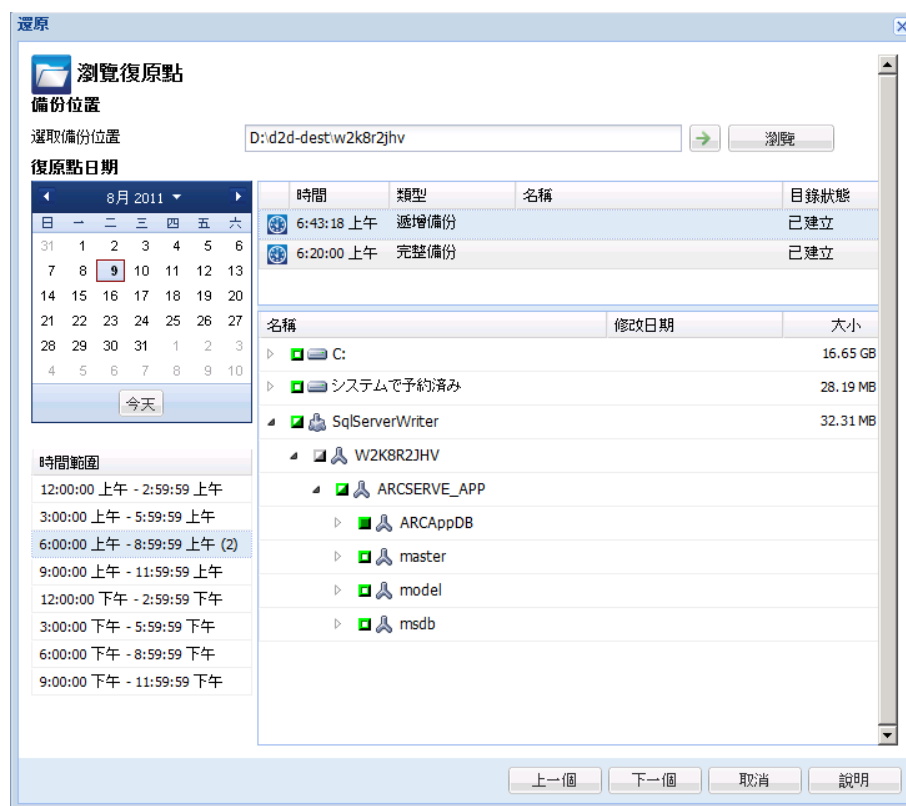 還原
瀏覽復原點
備份位置
選取備份位置 D:\d2d-dest\w2k8r2jhv 瀏覽
復原點日期
8月 2011
日 一 二 三 四 五 六
31 1 2 3 4 5 6
7 8 9 10 11 12 13
14 15 16 17 18 19 20
21 22 23 24 25 26 27
28 29 30 31 1 2 3
4 5 6 7 8 9 10
今天
時間範圍
12:00:00 上午 - 2:59:59 上午
3:00:00 上午 - 5:59:59 上午
6:00:00 上午 - 8:59:59 上午 (2)
9:00:00 上午 - 11:59:59 上午
12:00:00 下午 - 2:59:59 下午
3:00:00 下午 - 5:59:59 下午
6:00:00 下午 - 8:59:59 下午
9:00:00 下午 - 11:59:59 下午
時間 類型 名稱 目錄狀態
6:43:18 上午 遞增備份 已建立
6:20:00 上午 完整備份 已建立
名稱 修改日期 大小
C: 16.65 GB
システムで予約済み 28.19 MB
SqlServerWriter 32.31 MB
W2K8R2JHV
ARCSERVE_APP
ARCAppDB
master
model
msdb
上一個 下一個 取消 說明